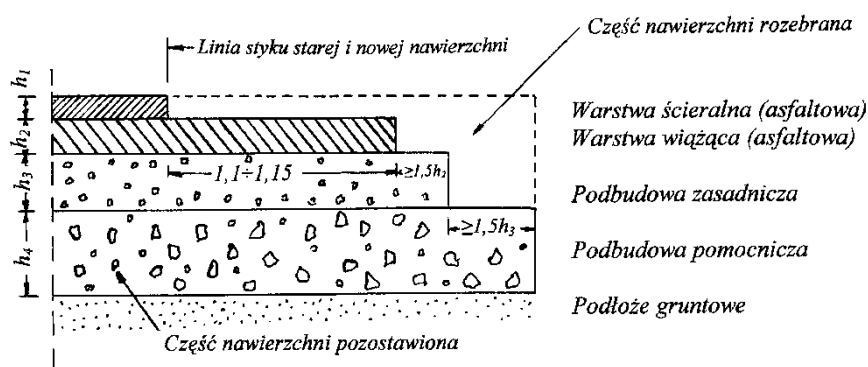 Linia styku starej i nowej nawierzchni
Część nawierzchni rozebrana
h₁
h₂
h₃
h₄
Warstwa ścieralna (asfaltowa)
Warstwa wiążąca (asfaltowa)
1,1÷1,15
≥1,5h₂
Podbudowa zasadnicza
≥1,5h₃
Podbudowa pomocnicza
Podłoże gruntowe
Część nawierzchni pozostawiona